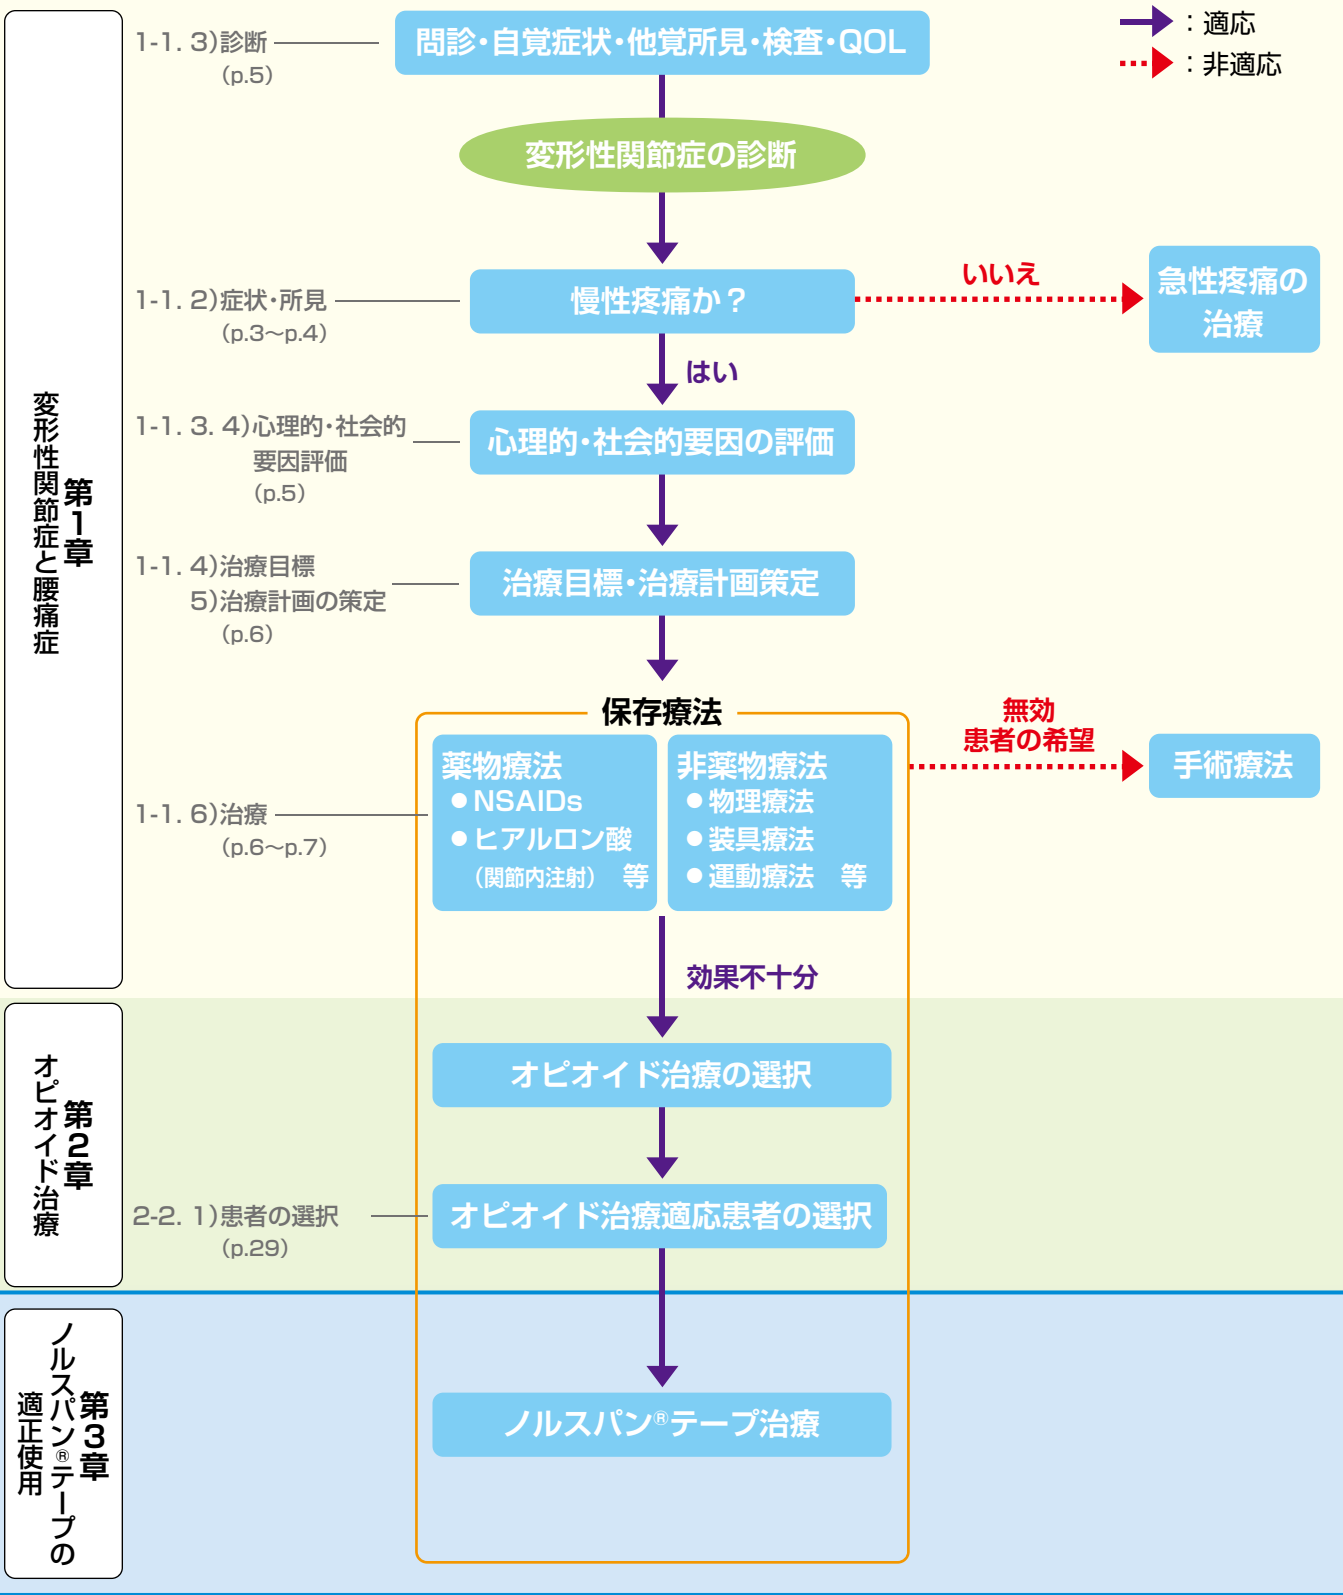 問診・自覚症状・他覚所見・検査・QOL
：適応
：非適応
1-1. 3)診断
（p.5）
変形性関節症の診断
1-1. 2)症状・所見
（p.3～p.4）
慢性疼痛か？
いいえ
急性疼痛の
治療
はい
1-1. 3. 4)心理的・社会的
要因評価
（p.5）
心理的・社会的要因の評価
1-1. 4)治療目標
5)治療計画の策定
（p.6）
治療目標・治療計画策定
第1章
変形性関節症と腰痛症
保存療法
薬物療法
●NSAIDs
●ヒアルロン酸
（関節内注射）　等
非薬物療法
●物理療法
●装具療法
●運動療法　等
無効
患者の希望
手術療法
1-1. 6)治療
（p.6～p.7）
効果不十分
第2章
オピオイド治療
オピオイド治療の選択
2-2. 1)患者の選択
（p.29）
オピオイド治療適応患者の選択
第3章
ノルスパン®テープの
適正使用
ノルスパン®テープ治療